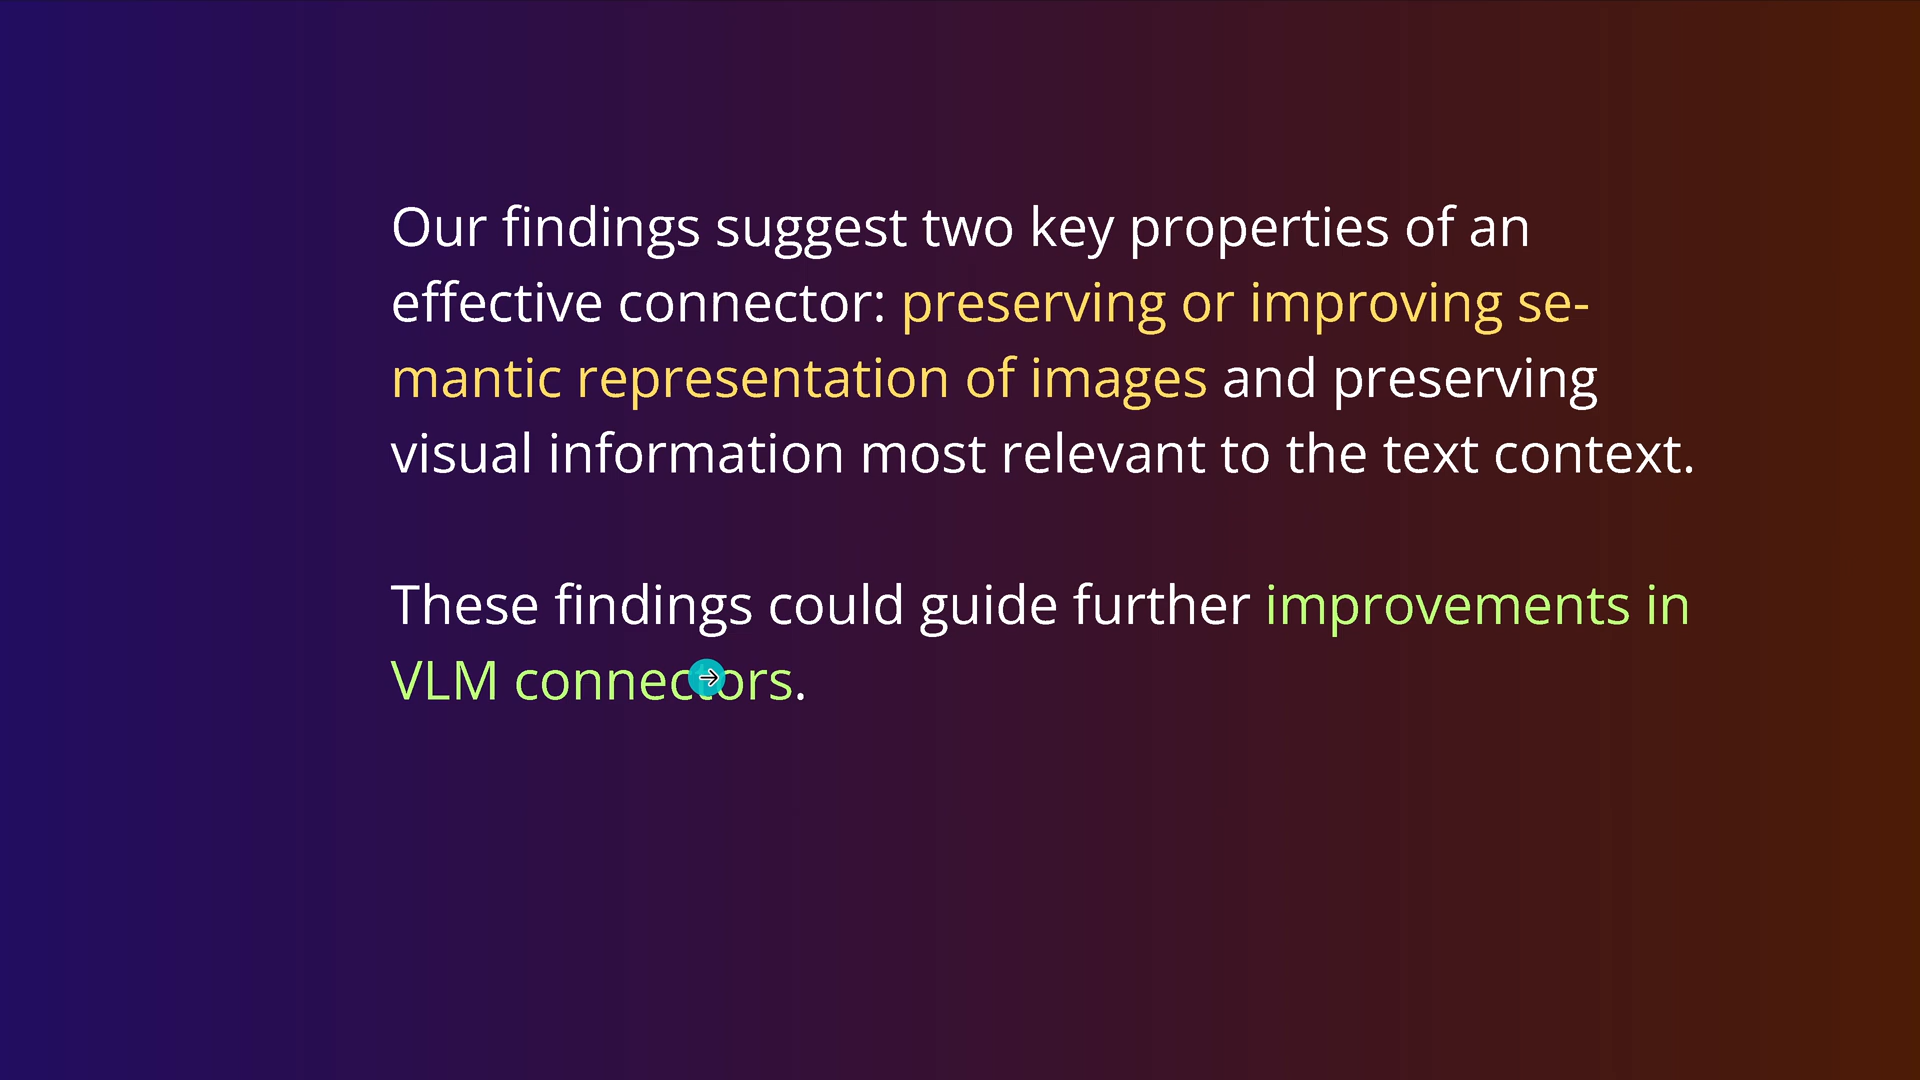 Our findings suggest two key properties of an
effective connector: preserving or improving se-
mantic representation of images and preserving
visual information most relevant to the text context.
These findings could guide further improvements in
VLM connectors.